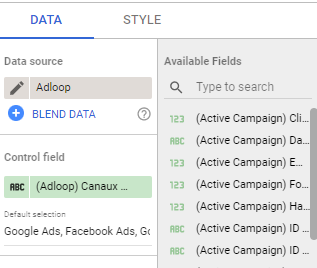 DATA
STYLE
Data source
Adloop
BLEND DATA
Control field
ABC (Adloop) Canaux ...
Default selection
Google Ads, Facebook Ads, Go
Available Fields
Type to search
123 (Active Campaign) Cli...
ABC (Active Campaign) Da...
123 (Active Campaign) E...
123 (Active Campaign) Fo...
123 (Active Campaign) Ha...
ABC (Active Campaign) ID ...
ABC (Active Campaign) ID ...